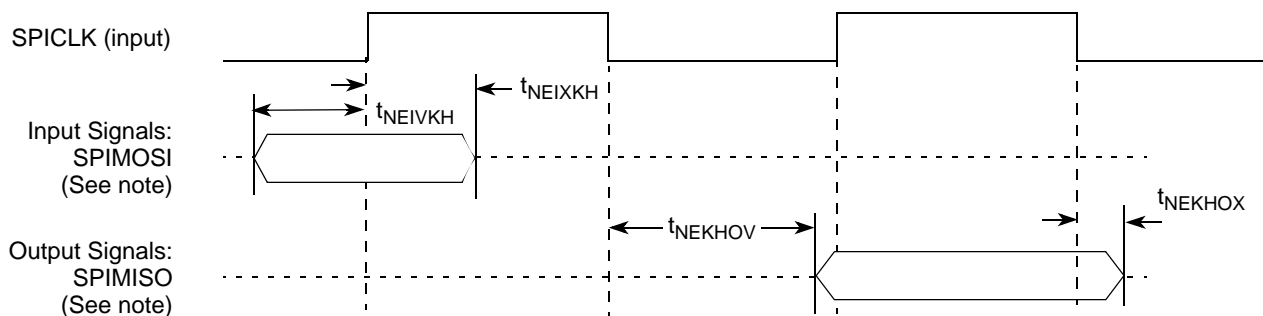 SPICLK (input)
tNEIXKH
tNEIVKH
Input Signals:
SPIMOSI
(See note)
tNEKHOX
tNEKHOV
Output Signals:
SPIMISO
(See note)